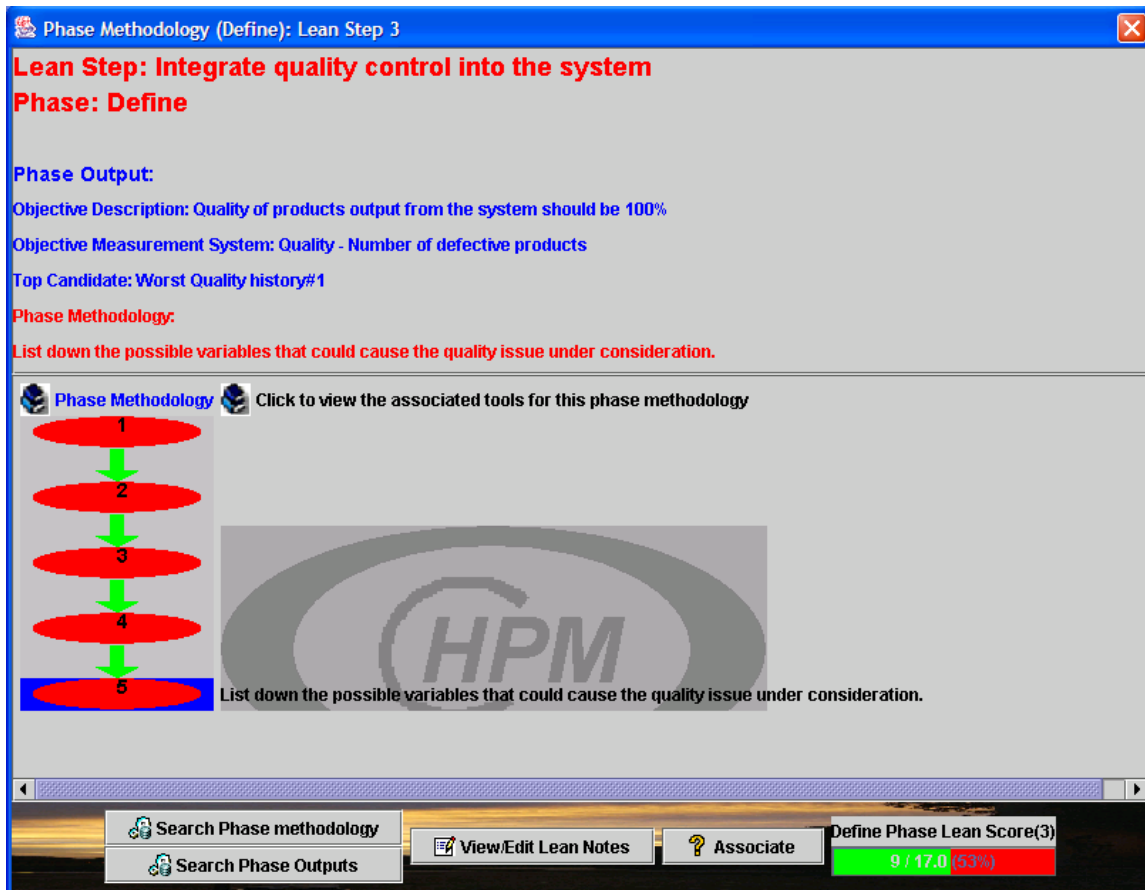 Phase Methodology (Define): Lean Step 3
Lean Step: Integrate quality control into the system
Phase: Define
Phase Output:
Objective Description: Quality of products output from the system should be 100%
Objective Measurement System: Quality - Number of defective products
Top Candidate: Worst Quality history#1
Phase Methodology:
List down the possible variables that could cause the quality issue under consideration.
Phase Methodology Click to view the associated tools for this phase methodology
1
2
3
4
CHPM
5 List down the possible variables that could cause the quality issue under consideration.
Search Phase methodology
Search Phase Outputs
View/Edit Lean Notes
Associate
Define Phase Lean Score(3)
9 / 17.0 (53%)